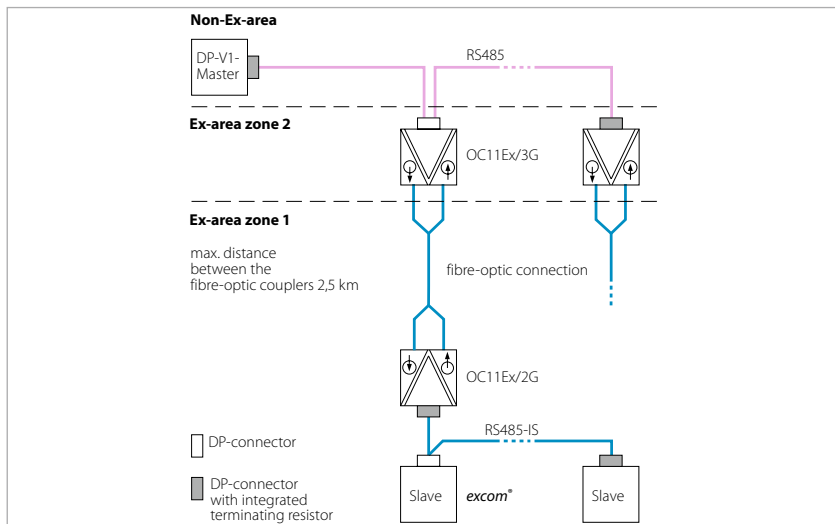 Non-Ex-area
DP-V1-
Master
RS485
Ex-area zone 2
OC11Ex/3G
Ex-area zone 1
max. distance
between the
fibre-optic couplers 2,5 km
fibre-optic connection
OC11Ex/2G
RS485-IS
DP-connector
DP-connector
with integrated
terminating resistor
Slave
excom®
Slave